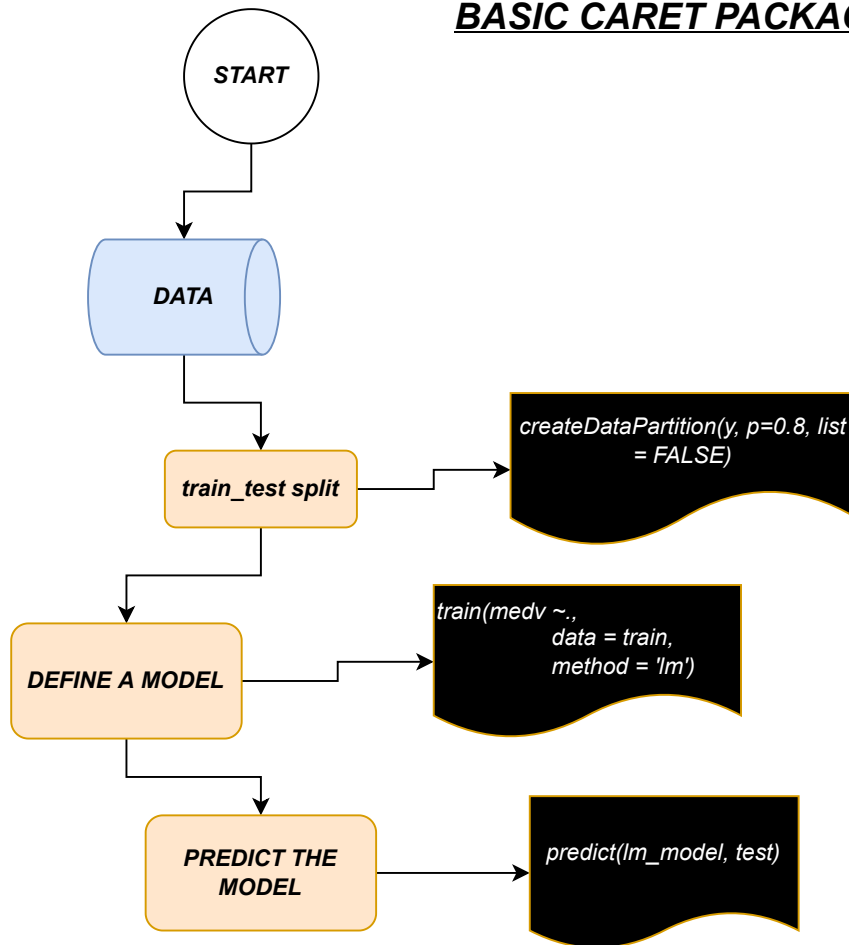 BASIC CARET PACKAG
START
DATA
createDataPartition(y, p=0.8, list
= FALSE)
train_test split
train(medv ~.,
data = train,
method = 'lm')
DEFINE A MODEL
PREDICT THE
MODEL
predict(lm_model, test)